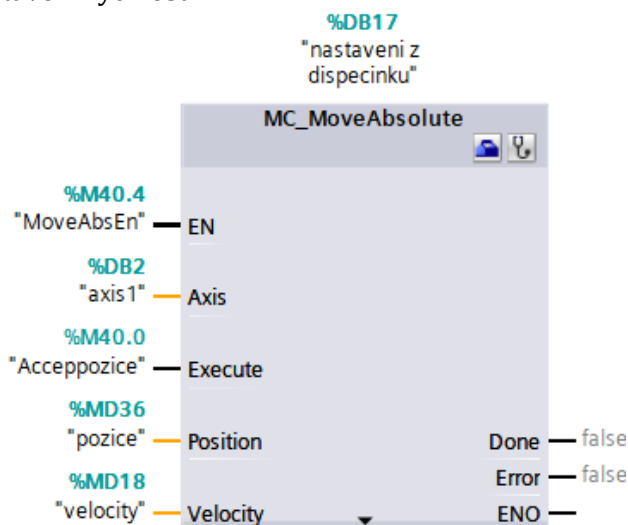 %DB17
"nastaveni z
dispecinku"
MC_MoveAbsolute
%M40.4
"MoveAbsEn"
EN
%DB2
"axis1"
Axis
%M40.0
"Acceppozice"
Execute
%MD36
"pozice"
Position
Done
false
Error
false
%MD18
"velocity"
Velocity
ENO